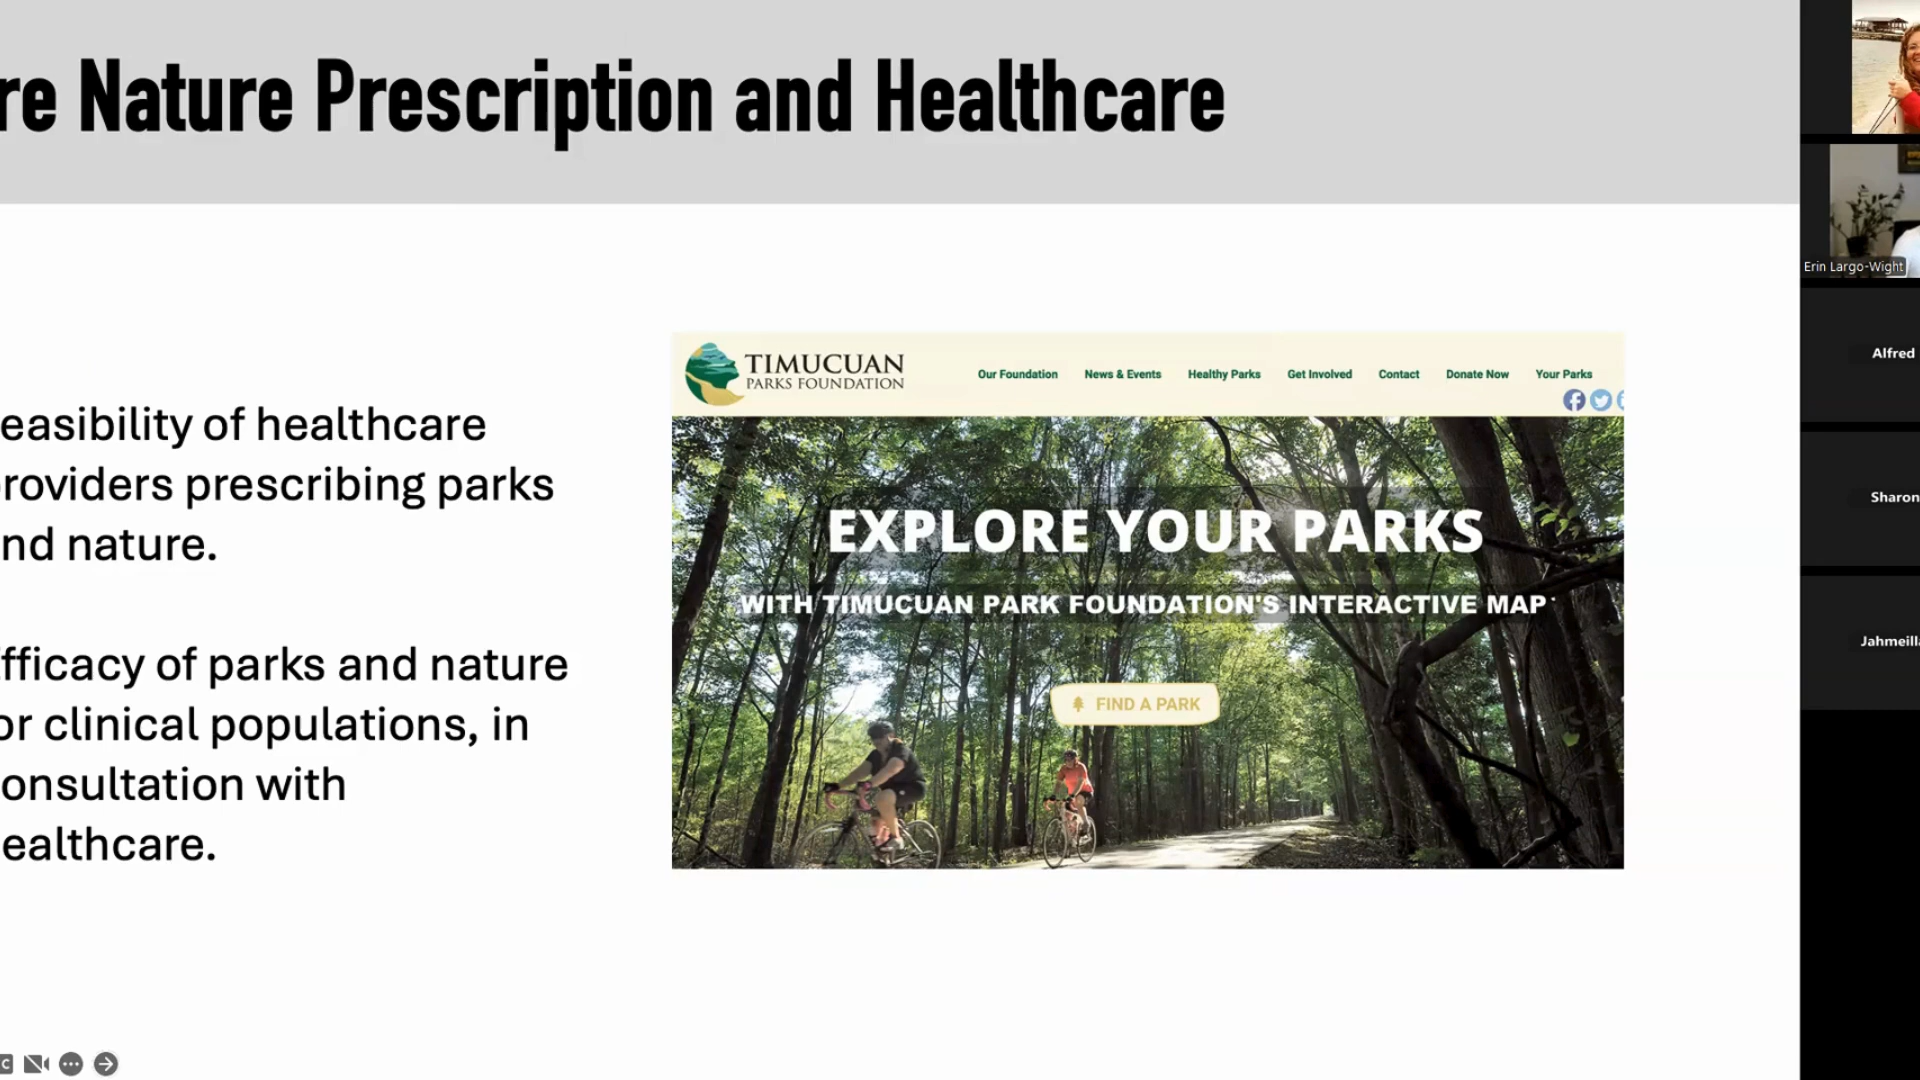 re Nature Prescription and Healthcare
easibility of healthcare
roviders prescribing parks
nd nature.
fficacy of parks and nature
or clinical populations, in
onsultation with
ealthcare.
TIMUCUAN
PARKS FOUNDATION
Our Foundation News & Events Healthy Parks Get Involved Contact Donate Now Your Parks
EXPLORE YOUR PARKS
WITH TIMUCUAN PARK FOUNDATION'S INTERACTIVE MAP
FIND A PARK
Erin Largo-Wight
Alfred
Sharon
Jahmeill